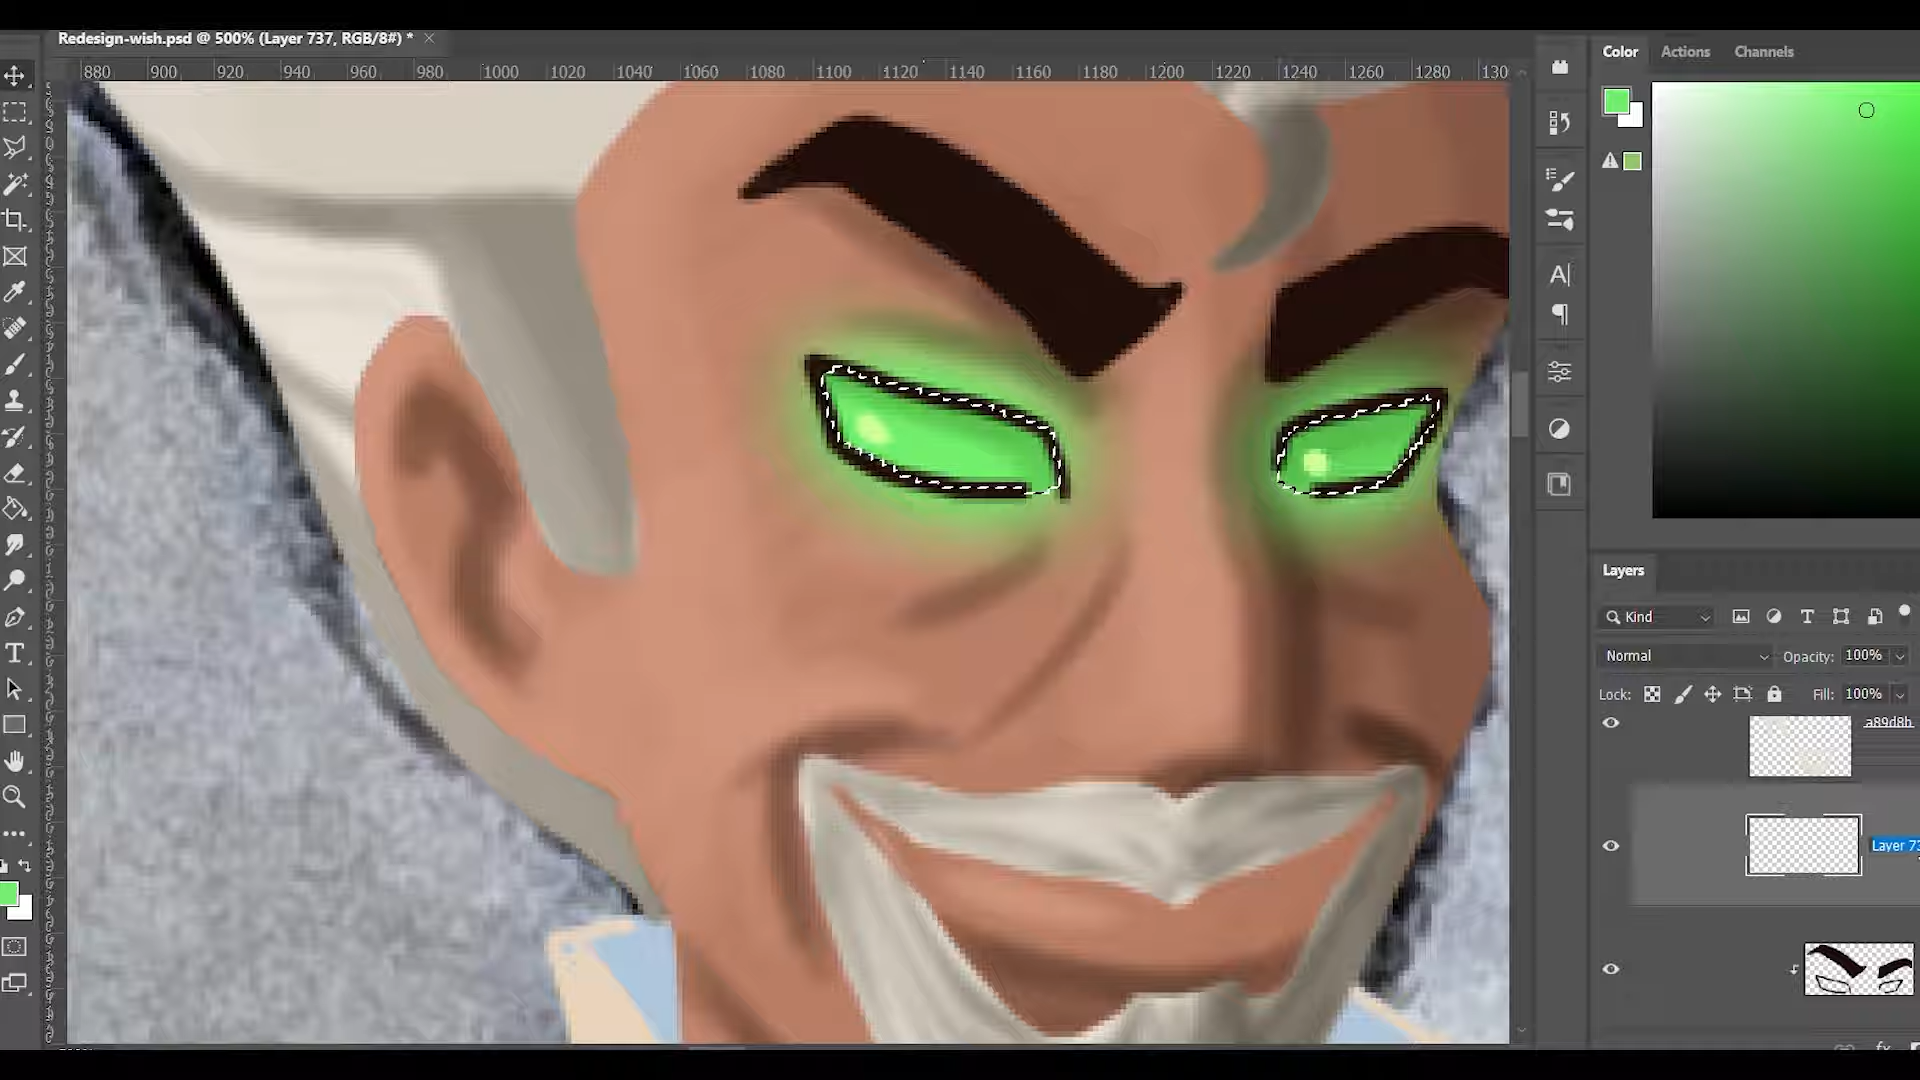 Redesign-wish.psd @ 500% (Layer 737, RGB/8#) *
880 900 920 940 960 980 1000 1020 1040 1060 1080 1100 1120 1140 1160 1180 1200 1220 1240 1260 1280 130
Color Actions Channels
Layers
Kind
Normal Opacity: 100%
Lock: Fill: 100%
a89d8b
Layer 73
fx